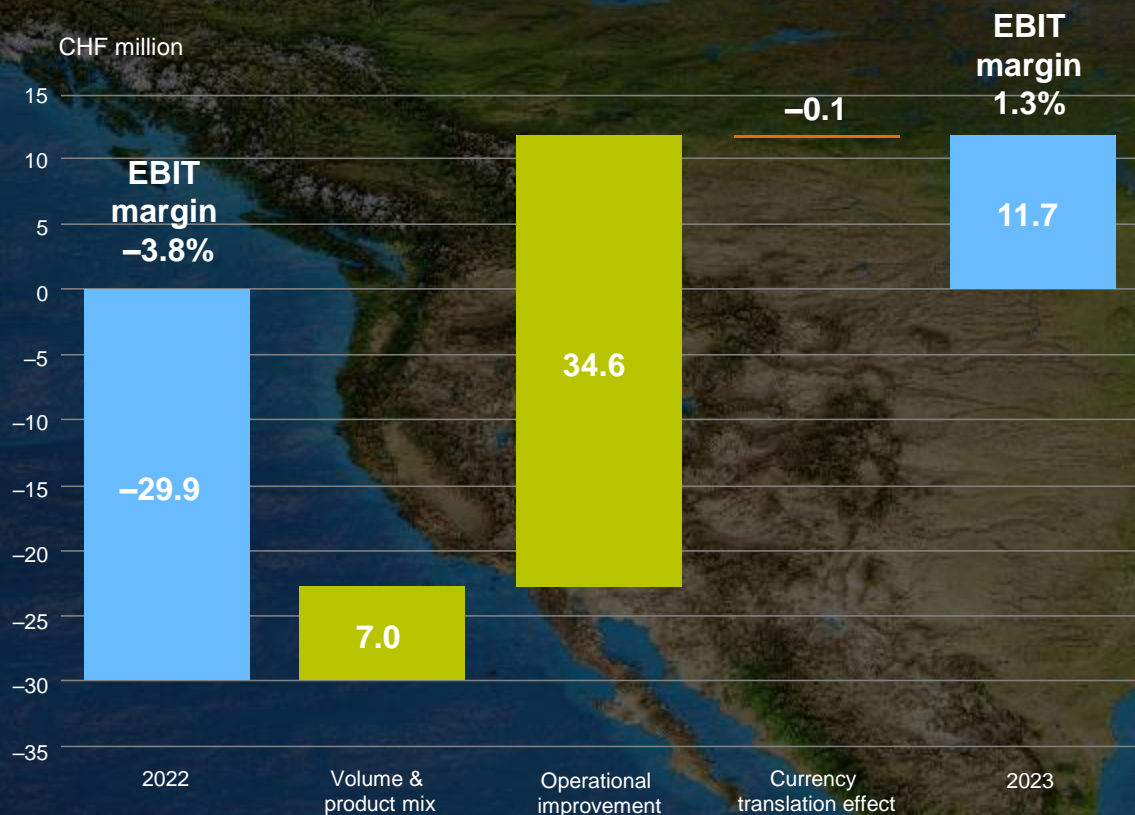 CHF million
15
10
5
0
–5
–10
–15
–20
–25
–30
–35
EBIT
margin
–3.8%
–29.9
7.0
34.6
–0.1
EBIT
margin
1.3%
11.7
2022
Volume &
product mix
Operational
improvement
Currency
translation effect
2023